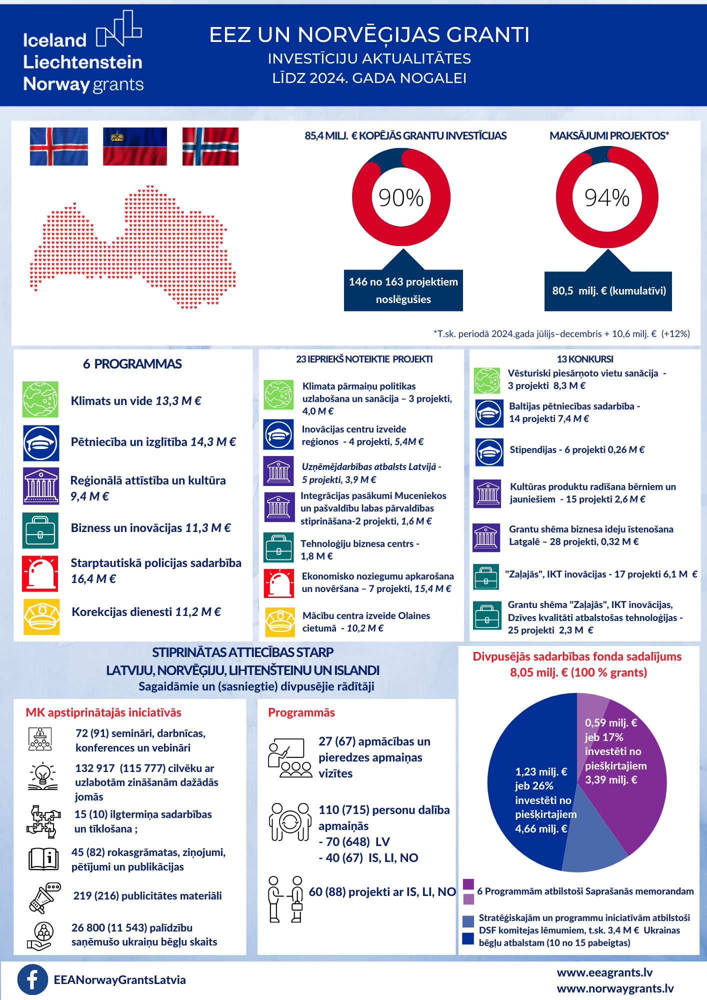 Iceland
Liechtenstein
Norway grants
EEZ UN NORVĒĢIJAS GRANTI
INVESTĪCIJU AKTUALITĀTES
LĪDZ 2024. GADA NOGALEI
85,4 MILJ. € KOPĒJĀS GRANTU INVESTĪCIJAS
90%
146 no 163 projektiem
noslēgušies
MAKSĀJUMI PROJEKTOS*
94%
80,5 milj. € (kumulatīvi)
*T.sk. periodā 2024.gada jūlijs–decembris + 10,6 milj. € (+12%)
6 PROGRAMMAS
Klimats un vide 13,3 M €
Pētniecība un izglītība 14,3 M €
Reģionālā attīstība un kultūra
9,4 M €
Bizness un inovācijas 11,3 M €
Starptautiskā policijas sadarbība
16,4 M €
Korekcijas dienesti 11,2 M €
23 IEPRIEKŠ NOTEIKTIE PROJEKTI
Klimata pārmaiņu politikas
uzlabošana un sanācija – 3 projekti,
4,0 M €
Inovācijas centru izveide
reģionos - 4 projekti, 5,4M €
Uzņēmējdarbības atbalsts Latvijā -
5 projekti, 3,9 M €
Integrācijas pasākumi Muceniekos
un pašvaldību labas pārvaldības
stiprināšana-2 projekti, 1,6 M €
Tehnoloģiju biznesa centrs -
1,8 M €
Ekonomisko noziegumu apkarošana
un novēršana – 7 projekti, 15,4 M €
Mācību centra izveide Olaines
cietumā - 10,2 M €
13 KONKURSI
Vēsturiski piesārņoto vietu sanācija -
3 projekti 8,3 M €
Baltijas pētniecības sadarbība -
14 projekti 7,4 M €
Stipendijas - 6 projekti 0,26 M €
Kultūras produktu radīšana bērniem un
jauniešiem - 15 projekti 2,6 M €
Grantu shēma biznesa ideju īstenošana
Latgalē – 28 projekti, 0,32 M €
"Zaļajās", IKT inovācijas - 17 projekti 6,1 M €
Grantu shēma "Zaļajās", IKT inovācijas,
Dzīves kvalitāti atbalstošas tehnoloģijas -
25 projekti 2,3 M €
STIPRINĀTAS ATTIECĪBAS STARP
LATVIJU, NORVĒĢIJU, LIHTENŠTEINU UN ISLANDI
Sagaidāmie un (sasniegtie) divpusējie rādītāji
MK apstiprinātajās iniciatīvās
72 (91) semināri, darbnīcas,
konferences un vebināri
132 917 (115 777) cilvēku ar
uzlabotām zināšanām dažādās
jomās
15 (10) ilgtermiņa sadarbības
un tīklošana ;
45 (82) rokasgrāmatas, ziņojumi,
pētījumi un publikācijas
219 (216) publicitātes materiāli
26 800 (11 543) palīdzību
saņēmušo ukraiņu bēgļu skaits
Programmās
27 (67) apmācības un
pieredzes apmaiņas
vizītes
110 (715) personu dalība
apmaiņās
- 70 (648) LV
- 40 (67) IS, LI, NO
60 (88) projekti ar IS, LI, NO
Divpusējās sadarbības fonda sadalījums
8,05 milj. € (100 % grants)
0,59 milj. €
jeb 17%
investēti no
piešķirtajiem
3,39 milj. €
1,23 milj. €
jeb 26%
investēti no
piešķirtajiem
4,66 milj. €
6 Programmām atbilstoši Saprašanās memorandam
Stratēģiskajām un programmu iniciatīvām atbilstoši
DSF komitejas lēmumiem, t.sk. 3,4 M € Ukrainas
bēgļu atbalstam (10 no 15 pabeigtas)
EEANorwayGrantsLatvia
www.eeagrants.lv
www.norwaygrants.lv